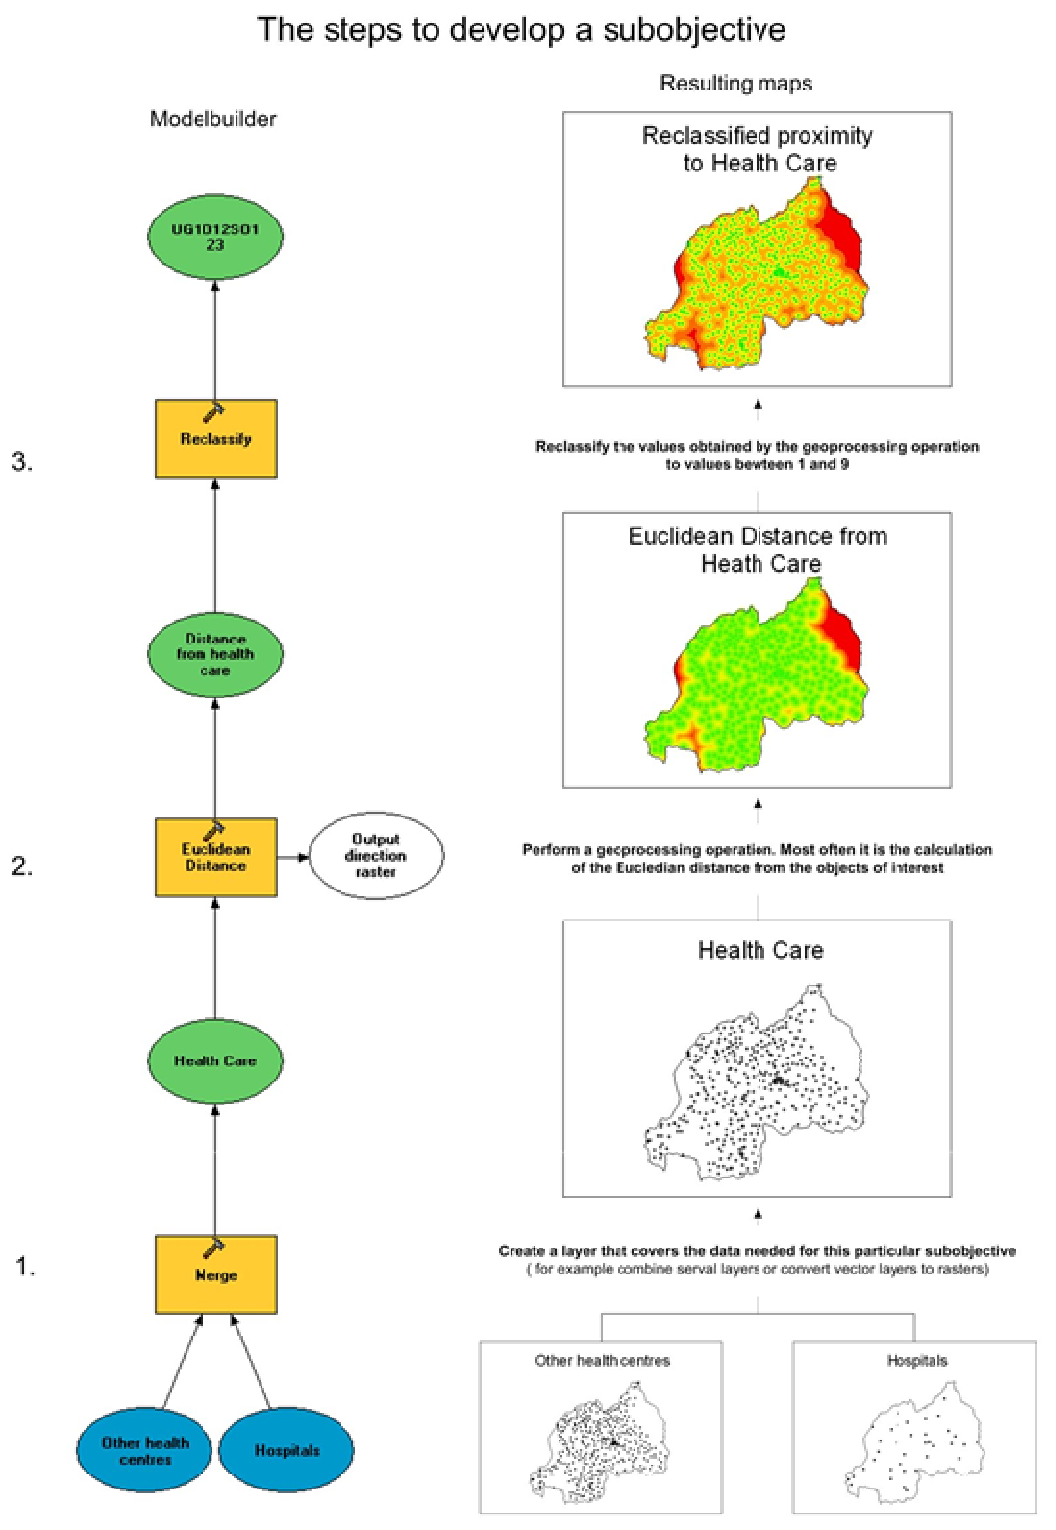 The steps to develop a subobjective
Resulting maps
Modelbuilder
Reclassified proximity
to Health Care
UG1D12SO1
23
Reclassify
3.
Reclassify the values obtained by the geoprocessing operation
to values bewteen 1 and 9
Euclidean Distance from
Heath Care
Distance
from health
care
Euclidean
Distance
Output
direction
raster
2.
Perform a geoprocessing operation. Most often it is the calculation
of the Eucledian distance from the objects of interest
Health Care
Health Care
1.
Merge
Create a layer that covers the data needed for this particular subobjective
( for example combine serval layers or convert vector layers to rasters)
Other health centres
Hospitals
Other health
centres
Hospitals